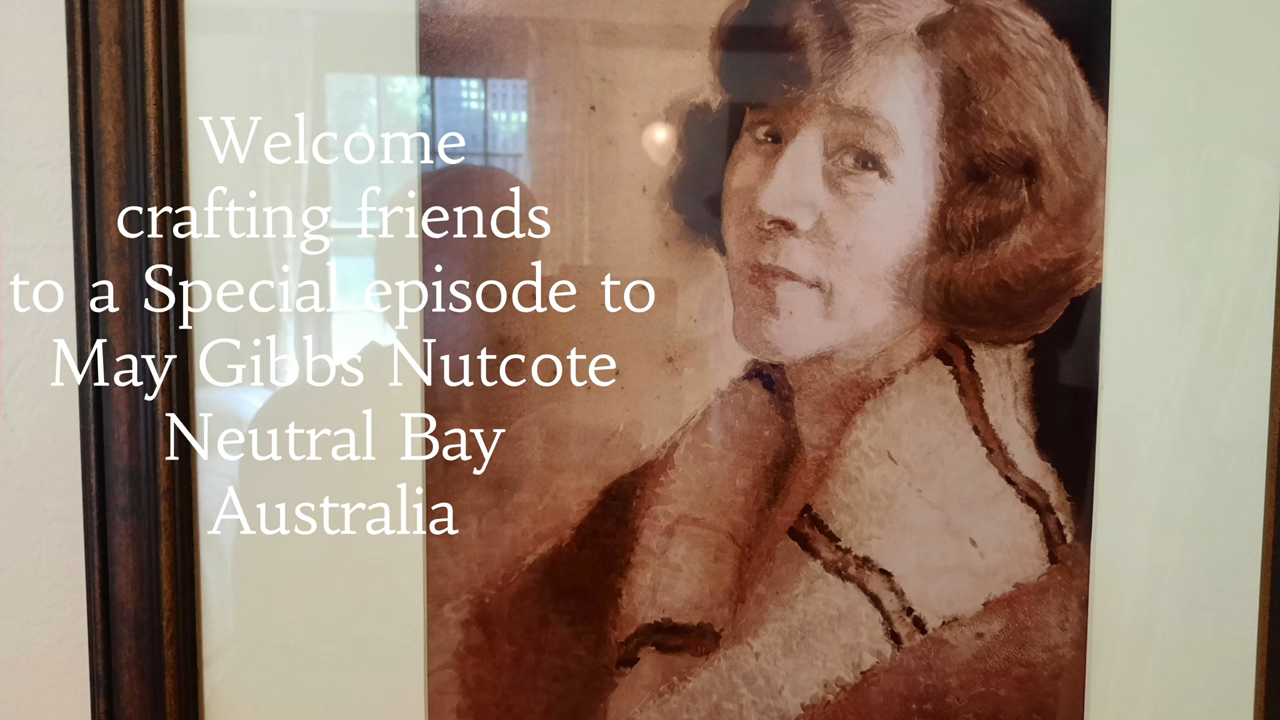 Welcome
crafting friends
to a Special episode to
May Gibbs Nutcote
Neutral Bay
Australia